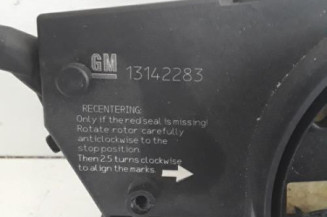 GM 13142283
RECENTERING:
Only if the red seal is missing!
Rotate rotor carefully
anticlockwise to the
stop position.
Then 2.5 turns clockwise
to align the marks.